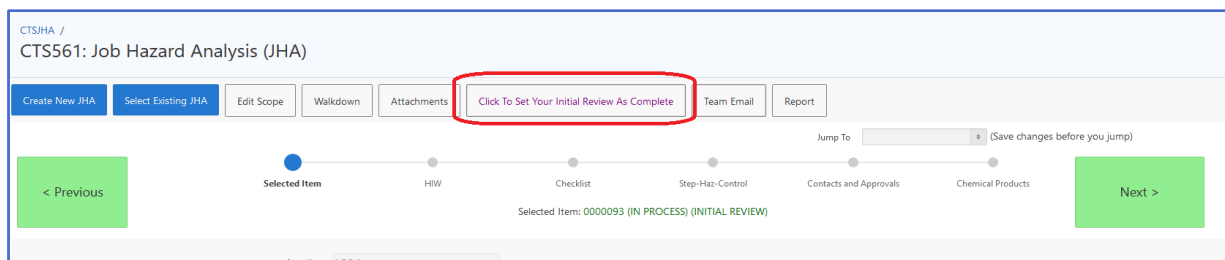 CTSJHA /
CTS561: Job Hazard Analysis (JHA)
Create New JHA Select Existing JHA Edit Scope Walkdown Attachments Click To Set Your Initial Review As Complete Team Email Report
Jump To (Save changes before you jump)
< Previous
Selected Item HIW Checklist Step-Haz-Control Contacts and Approvals Chemical Products
Next >
Selected Item: 0000093 (IN PROCESS) (INITIAL REVIEW)